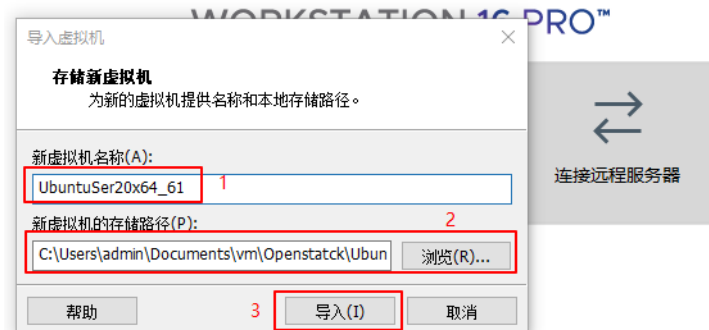 WORKSTATION 16 PRO™
导入虚拟机
存储新虚拟机
为新的虚拟机提供名称和本地存储路径。
新虚拟机名称(A):
UbuntuSer20x64_61
1
连接远程服务器
新虚拟机的存储路径(P):
2
C:\Users\admin\Documents\vm\Openstatck\Ubun
浏览(R)...
帮助
3
导入(I)
取消